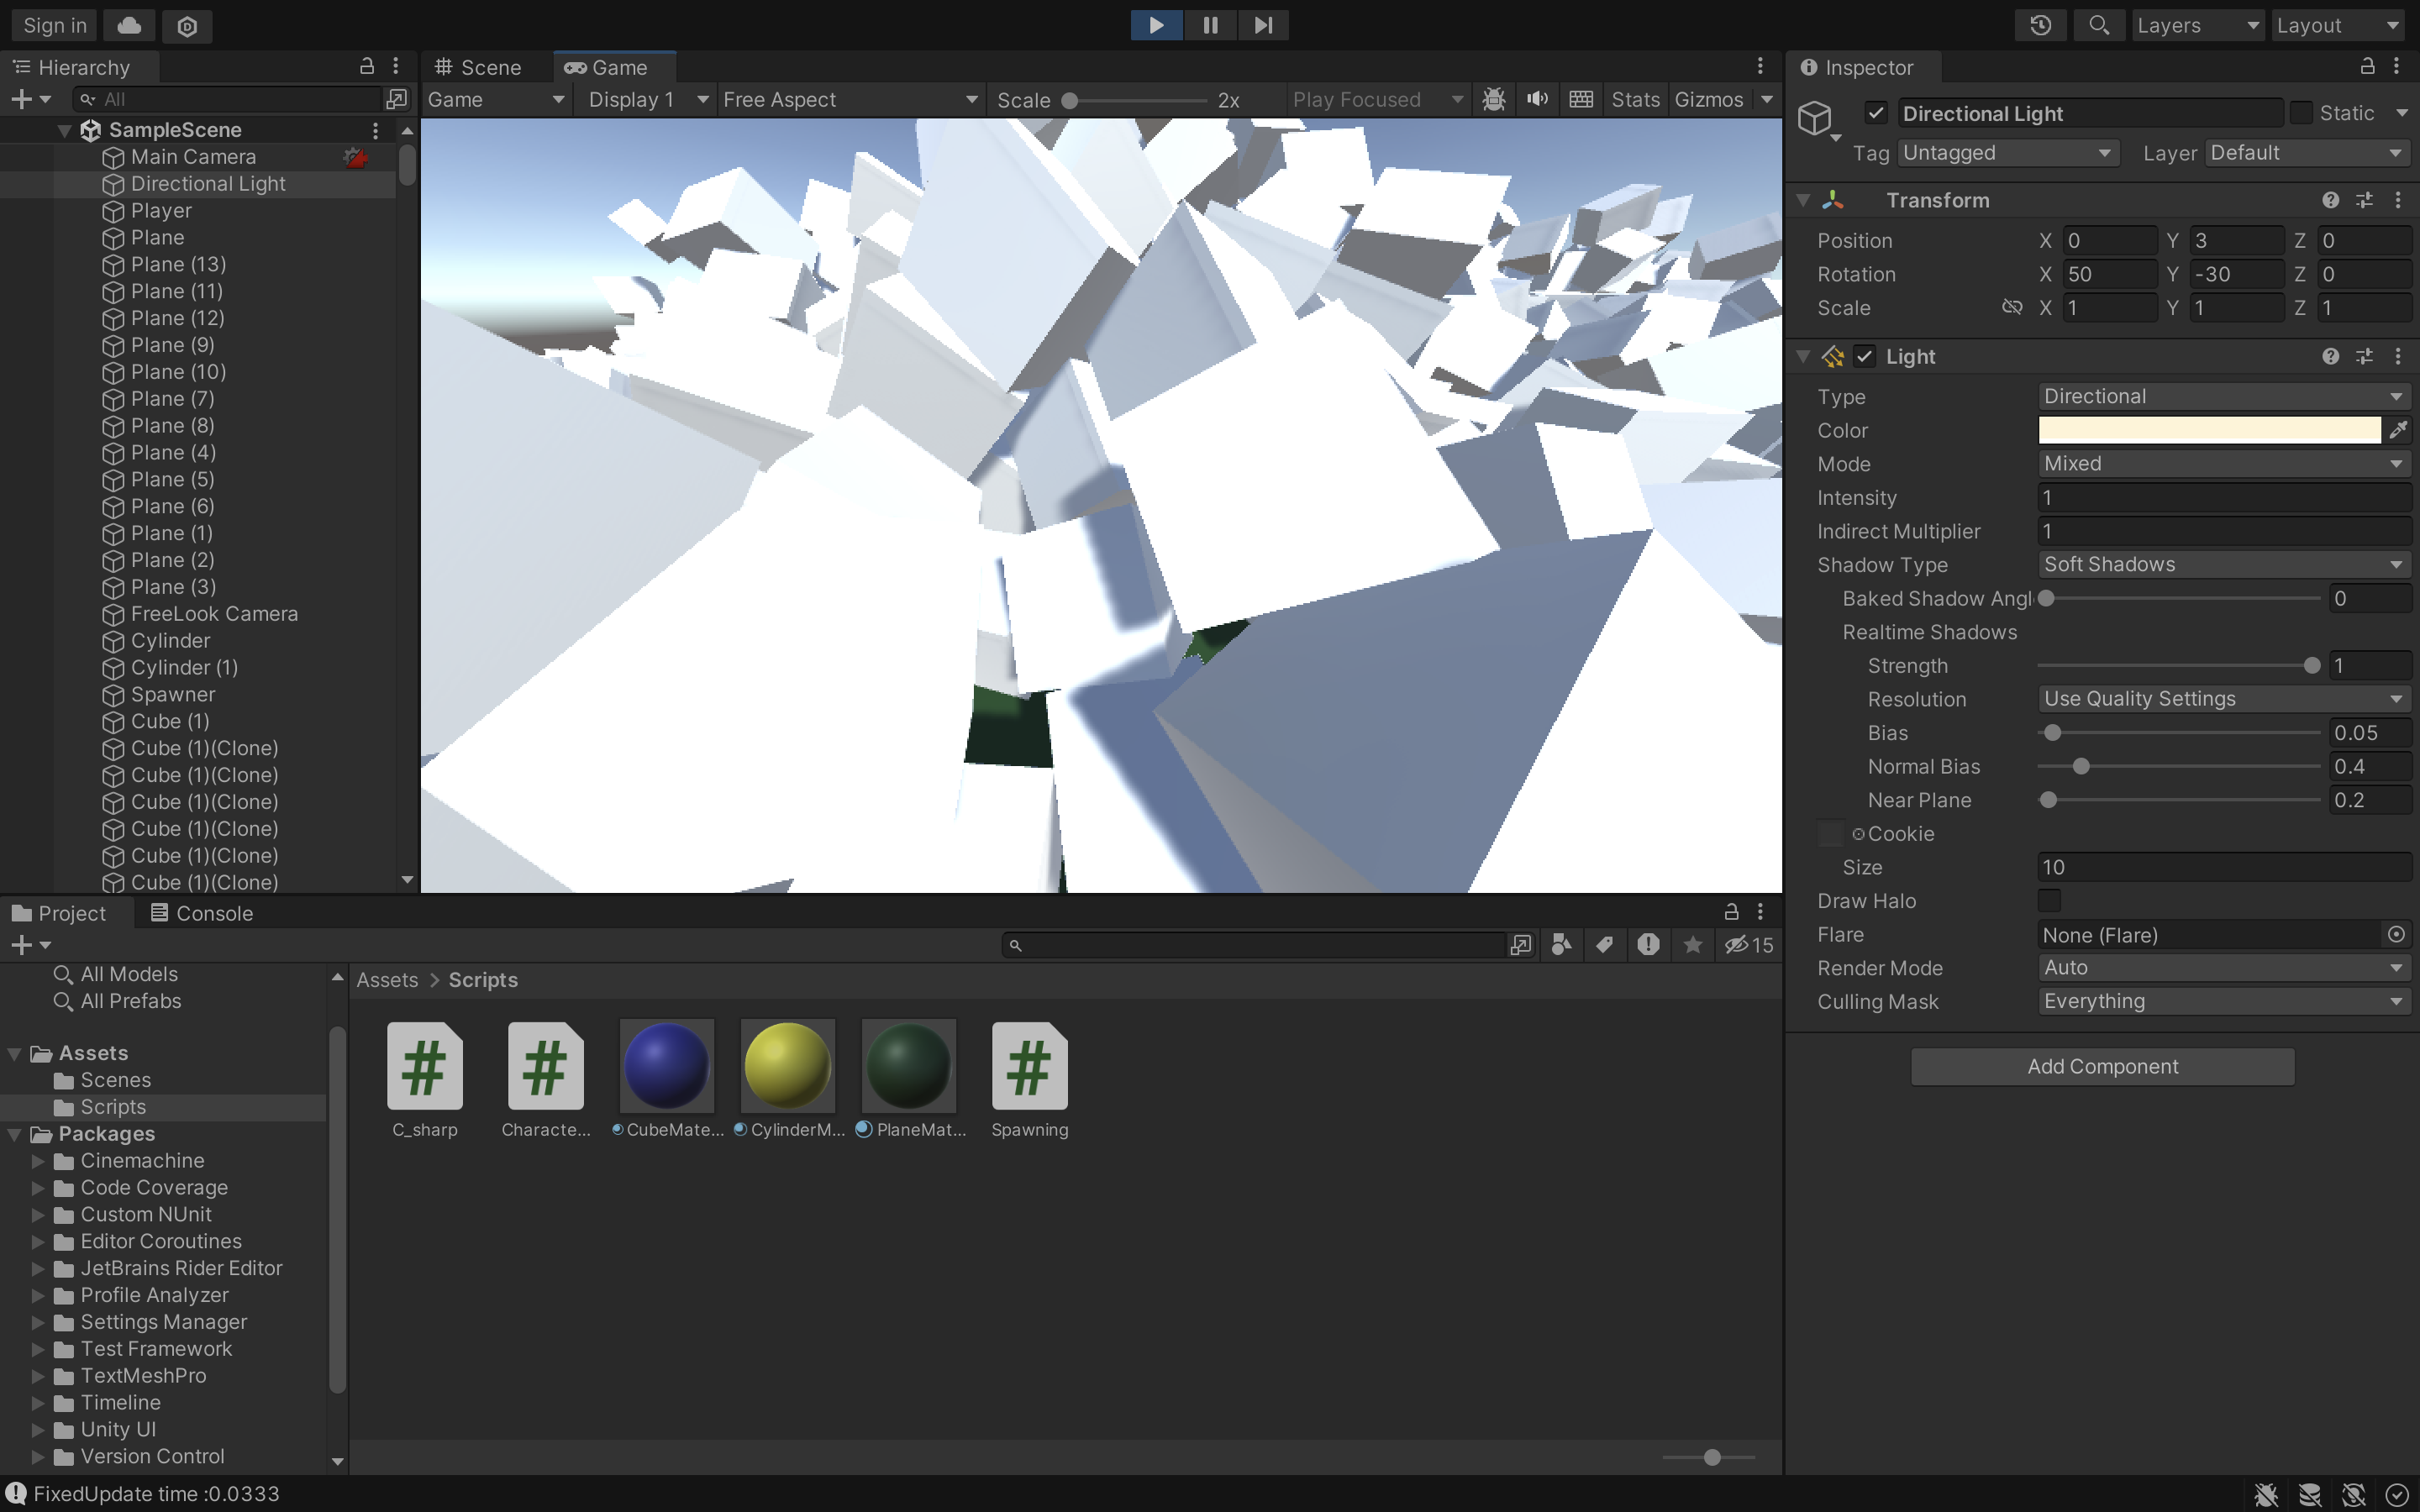 Sign in
Layers
Layout
Hierarchy
All
SampleScene
Main Camera
Directional Light
Player
Plane
Plane (13)
Plane (11)
Plane (12)
Plane (9)
Plane (10)
Plane (7)
Plane (8)
Plane (4)
Plane (5)
Plane (6)
Plane (1)
Plane (2)
Plane (3)
FreeLook Camera
Cylinder
Cylinder (1)
Spawner
Cube (1)
Cube (1)(Clone)
Cube (1)(Clone)
Cube (1)(Clone)
Cube (1)(Clone)
Cube (1)(Clone)
Cube (1)(Clone)
Scene
Game
Game
Display 1
Free Aspect
Scale
2x
Play Focused
Stats
Gizmos
Inspector
Directional Light
Static
Tag Untagged
Layer Default
Transform
Position X 0 Y 3 Z 0
Rotation X 50 Y -30 Z 0
Scale X 1 Y 1 Z 1
Light
Type Directional
Color
Mode Mixed
Intensity 1
Indirect Multiplier 1
Shadow Type Soft Shadows
Baked Shadow Angl 0
Realtime Shadows
Strength 1
Resolution Use Quality Settings
Bias 0.05
Normal Bias 0.4
Near Plane 0.2
Cookie
Size 10
Draw Halo
Flare None (Flare)
Render Mode Auto
Culling Mask Everything
Add Component
Project
Console
15
All Models
All Prefabs
Assets
Scenes
Scripts
Packages
Cinemachine
Code Coverage
Custom NUnit
Editor Coroutines
JetBrains Rider Editor
Profile Analyzer
Settings Manager
Test Framework
TextMeshPro
Timeline
Unity UI
Version Control
Assets > Scripts
C_sharp
Characte...
CubeMate...
CylinderM...
PlaneMat...
Spawning
FixedUpdate time :0.0333